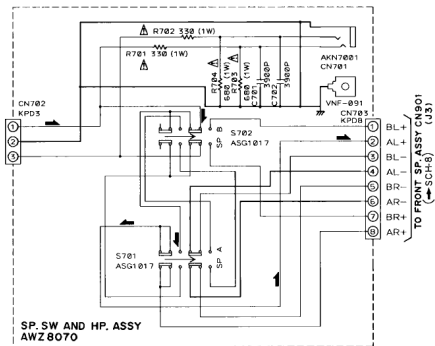 R702 330 (1W)
R701 330 (1W)
AKN7001
CN701
R704
680 (1W)
R703
680 (1W)
C701
3900P
C702
3900P
VNF-091
CN702
KPD3
1
2
3
CN703
KPD8
S702
ASG1017
SP B
1 BL+
2 AL+
3 BL-
4 AL-
5 BR-
6 AR-
7 BR+
8 AR+
TO FRONT SP. ASSY CN901
(J3)
(→SCH-8)
S701
ASG1017
SP A
SP. SW AND HP. ASSY
AWZ8070